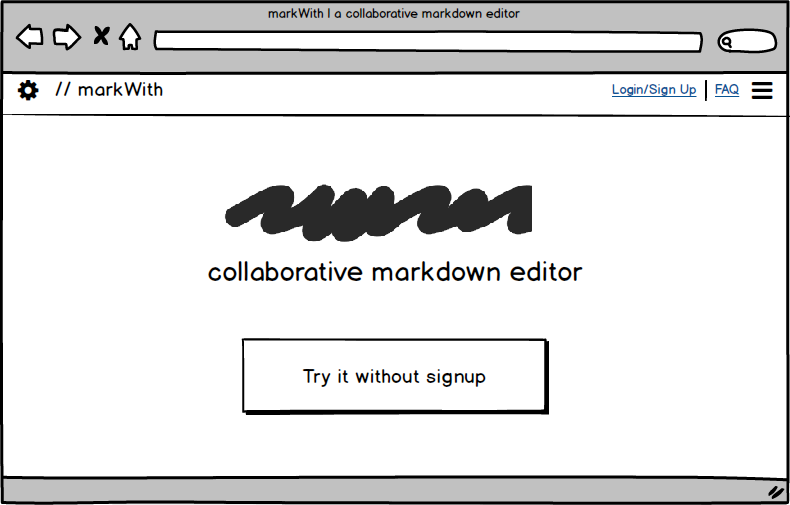 markWith | a collaborative markdown editor
// markWith
Login/Sign Up | FAQ
collaborative markdown editor
Try it without signup